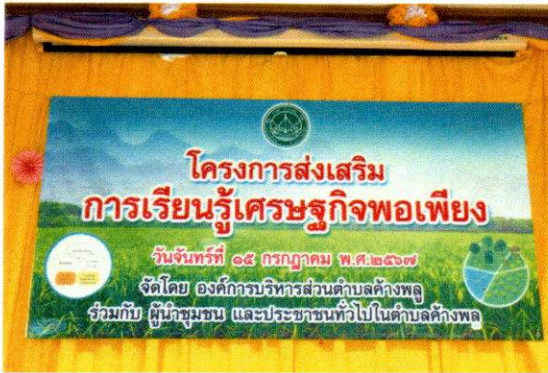 โครงการส่งเสริม
การเรียนรู้เศรษฐกิจพอเพียง
วันจันทร์ที่ ๑๕ กรกฎาคม พ.ศ.๒๕๖๗
จัดโดย องค์การบริหารส่วนตำบลค้างพลู
ร่วมกับ ผู้นำชุมชน และประชาชนทั่วไปในตำบลค้างพลู